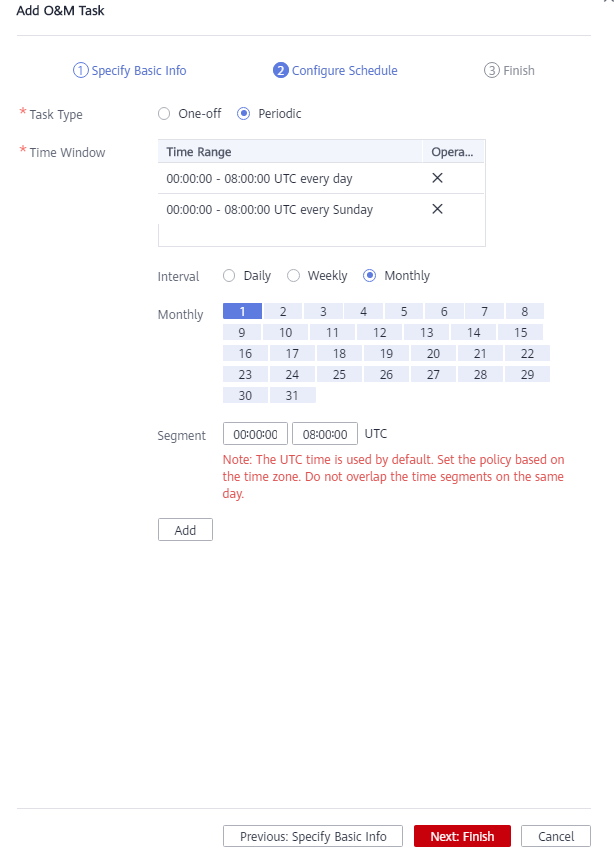 Add O&M Task
1 Specify Basic Info 2 Configure Schedule 3 Finish
* Task Type One-off Periodic
* Time Window Time Range Opera...
00:00:00 - 08:00:00 UTC every day
00:00:00 - 08:00:00 UTC every Sunday
Interval Daily Weekly Monthly
Monthly 1 2 3 4 5 6 7 8
9 10 11 12 13 14 15
16 17 18 19 20 21 22
23 24 25 26 27 28 29
30 31
Segment 00:00:00 08:00:00 UTC
Note: The UTC time is used by default. Set the policy based on
the time zone. Do not overlap the time segments on the same
day.
Add
Previous: Specify Basic Info Next: Finish Cancel